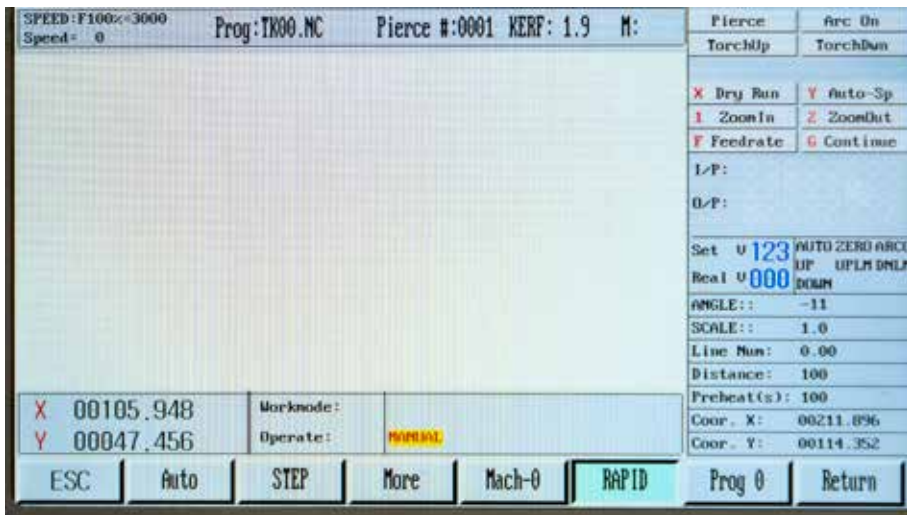 SPEED:F100%=3000
Speed= 0
Prog:TK00.NC Pierce #:0001 KERF: 1.9 M:
Pierce Arc On
TorchUp TorchDwn
X Dry Run Y Auto-Sp
1 ZoomIn Z ZoomOut
F Feedrate G Continue
I/P:
O/P:
Set V 123 AUTO ZERO ARCO
UP UPLM DNLM
Real V 000 DOWN
ANGLE:: -11
SCALE:: 1.0
Line Num: 0.00
Distance: 100
Preheat(s): 100
Coor. X: 00211.896
Coor. Y: 00114.352
X 00105.948
Y 00047.456
Workmode:
Operate: MANUAL
ESC Auto STEP More Mach-0 RAPID Prog 0 Return